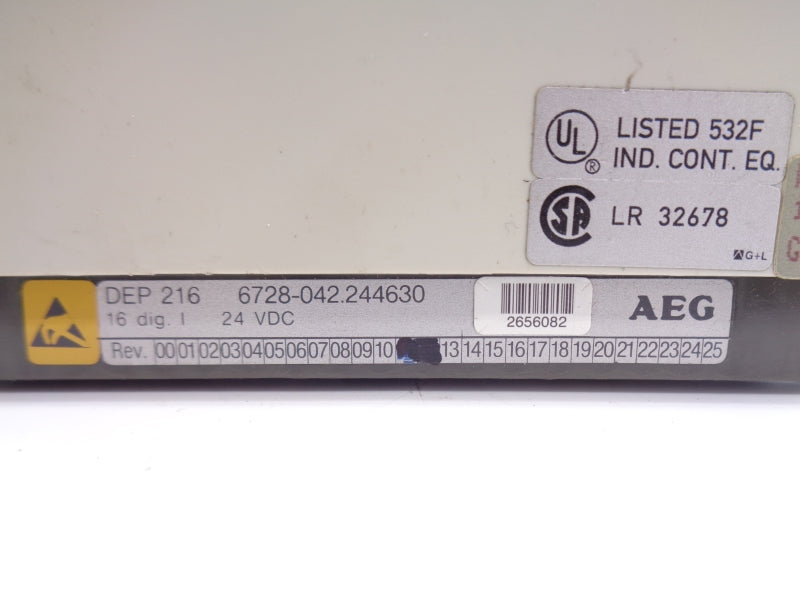 UL
®
LISTED 532F
IND. CONT. EQ.
SA
LR 32678
G+L
G
DEP 216 6728-042.244630
16 dig. I 24 VDC
2656082
AEG
Rev. 00 01 02 03 04 05 06 07 08 09 10 13 14 15 16 17 18 19 20 21 22 23 24 25